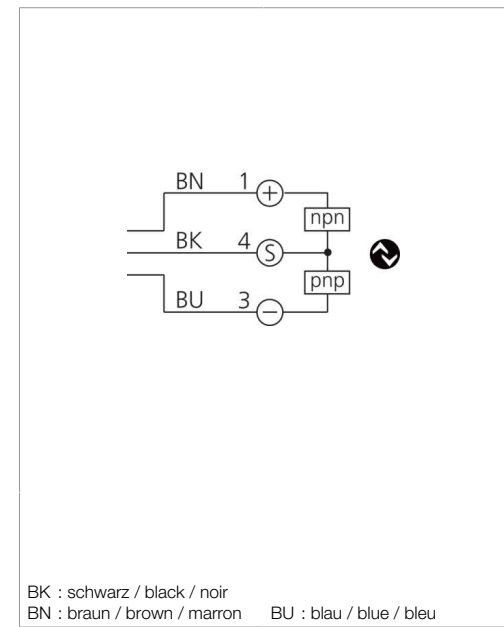 BN 1 +
npn
BK 4 S
pnp
BU 3 −
BK : schwarz / black / noir
BN : braun / brown / marron BU : blau / blue / bleu